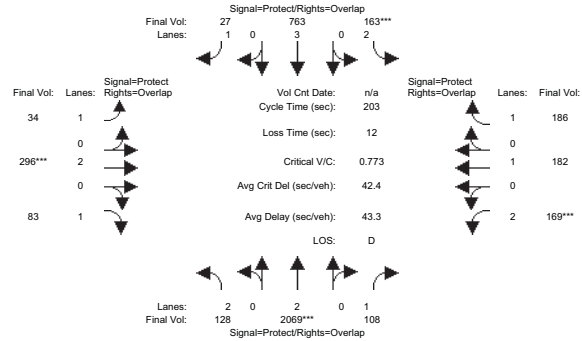 Signal=Protect/Rights=Overlap
Final Vol: 27 763 163***
Lanes: 1 0 3 0 2
Signal=Protect Signal=Protect
Final Vol: Lanes: Rights=Overlap Vol Cnt Date: n/a Rights=Overlap Lanes: Final Vol:
Cycle Time (sec): 203
34 1 1 186
Loss Time (sec): 12
0 0
296*** 2 Critical V/C: 0.773 1 182
0 Avg Crit Del (sec/veh): 42.4 0
83 1 Avg Delay (sec/veh): 43.3 2 169***
LOS: D
Lanes: 2 0 2 0 1
Final Vol: 128 2069*** 108
Signal=Protect/Rights=Overlap